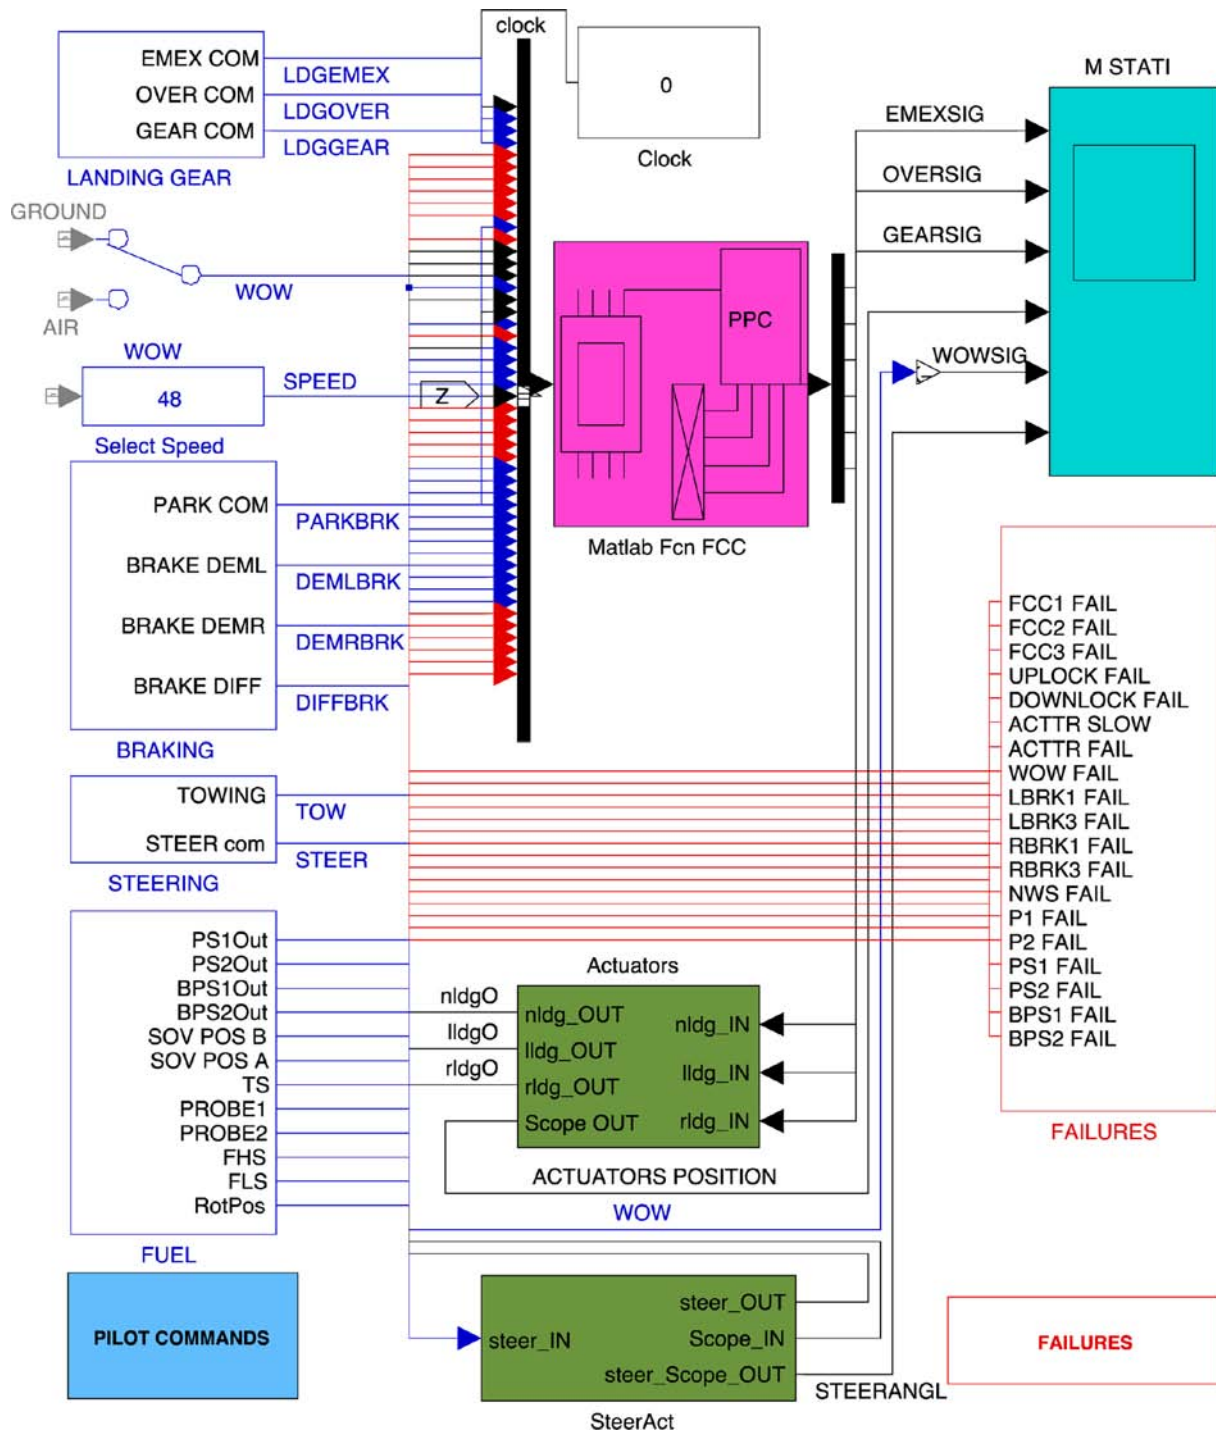 clock
EMEX COM
LDGEMEX
OVER COM
LDGOVER
GEAR COM
LDGGEAR
LANDING GEAR
0
Clock
M STATI
EMEXSIG
OVERSIG
GEARSIG
WOWSIG
GROUND
WOW
AIR
WOW
SPEED
48
Select Speed
Z
PPC
Matlab Fcn FCC
PARK COM
PARKBRK
BRAKE DEML
DEMLBRK
BRAKE DEMR
DEMRBRK
BRAKE DIFF
DIFFBRK
BRAKING
TOWING
TOW
STEER com
STEER
STEERING
FCC1 FAIL
FCC2 FAIL
FCC3 FAIL
UPLOCK FAIL
DOWNLOCK FAIL
ACTTR SLOW
ACTTR FAIL
WOW FAIL
LBRK1 FAIL
LBRK3 FAIL
RBRK1 FAIL
RBRK3 FAIL
NWS FAIL
P1 FAIL
P2 FAIL
PS1 FAIL
PS2 FAIL
BPS1 FAIL
BPS2 FAIL
FAILURES
PS1Out
PS2Out
BPS1Out
BPS2Out
SOV POS B
SOV POS A
TS
PROBE1
PROBE2
FHS
FLS
RotPos
FUEL
Actuators
nldgO
lldgO
rldgO
nldg_OUT
lldg_OUT
rldg_OUT
Scope OUT
nldg_IN
lldg_IN
rldg_IN
ACTUATORS POSITION
WOW
PILOT COMMANDS
steer_IN
steer_OUT
Scope_IN
steer_Scope_OUT
STEERANGL
SteerAct
FAILURES